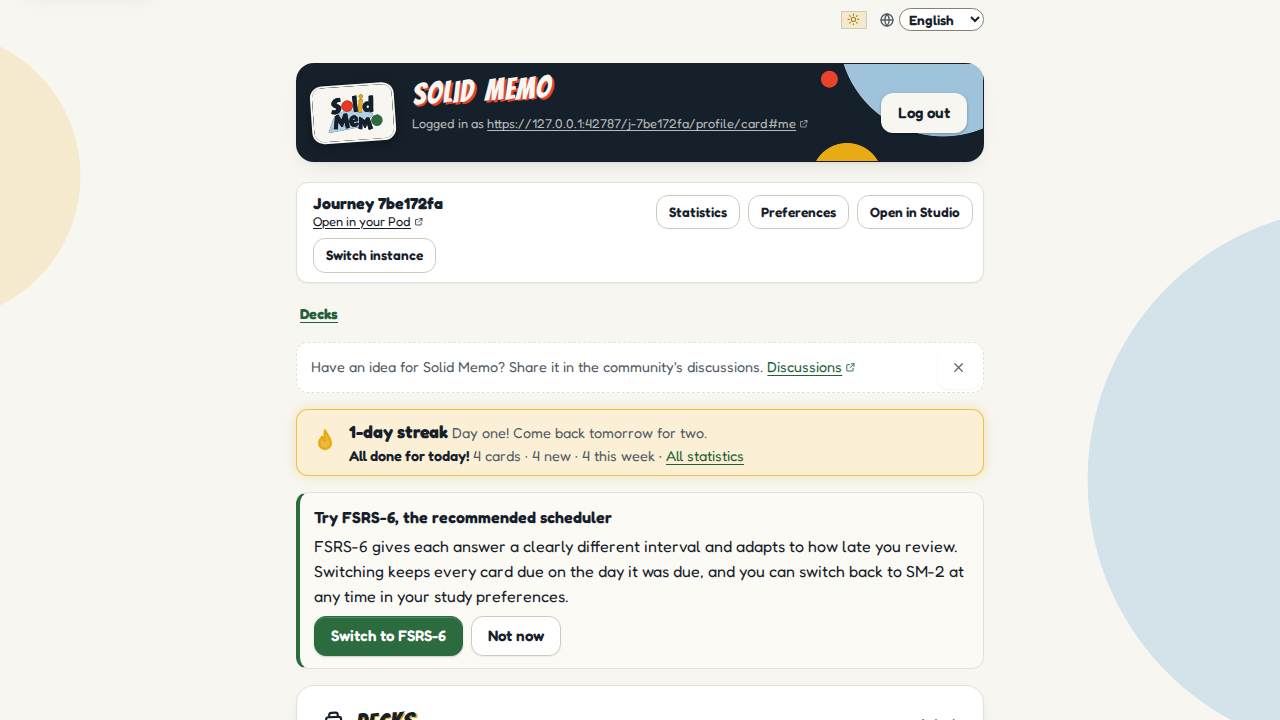 English
Solid Memo
SOLID MEMO
Logged in as https://127.0.0.1:42787/j-7be172fa/profile/card#me
Log out
Journey 7be172fa
Open in your Pod
Statistics
Preferences
Open in Studio
Switch instance
Decks
Have an idea for Solid Memo? Share it in the community's discussions. Discussions
1-day streak Day one! Come back tomorrow for two.
All done for today! 4 cards · 4 new · 4 this week · All statistics
Try FSRS-6, the recommended scheduler
FSRS-6 gives each answer a clearly different interval and adapts to how late you review.
Switching keeps every card due on the day it was due, and you can switch back to SM-2 at
any time in your study preferences.
Switch to FSRS-6
Not now
DECKS